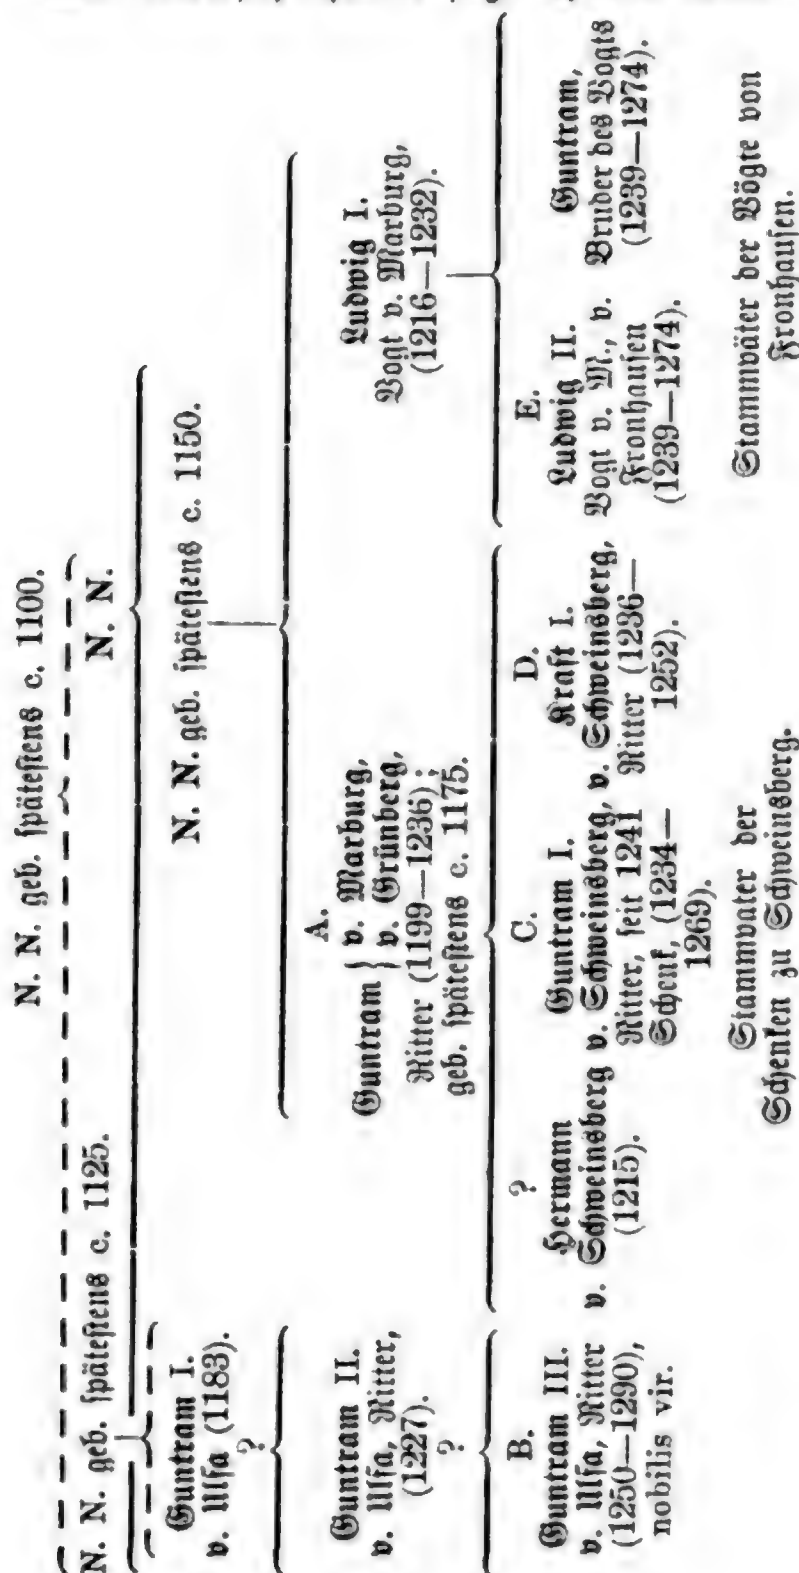 N. N. geb. spätestens c. 1100.
N. N. geb. spätestens c. 1125.
N. N.
Guntram I.
v. Ulfa (1183).
?
N. N. geb. spätestens c. 1150.
Guntram II.
v. Ulfa, Ritter,
(1227).
?
A.
Guntram } v. Marburg,
v. Grünberg,
Ritter (1199—1236);
geb. spätestens c. 1175.
Ludwig I.
Vogt v. Marburg,
(1216—1232).
B.
Guntram III.
v. Ulfa, Ritter
(1250—1290),
nobilis vir.
?
Hermann
v. Schweinsberg
(1215).
C.
Guntram I.
v. Schweinsberg,
Ritter, seit 1241
Schenk, (1234—
1269).
D.
Kraft I.
v. Schweinsberg,
Ritter (1236—
1252).
E.
Ludwig II.
Vogt v. M., v.
Fronhausen
(1239—1274).
Guntram,
Bruder des Vogts
(1239—1274).
Stammvater der
Schenken zu Schweinsberg.
Stammväter der Vögte von
Fronhausen.